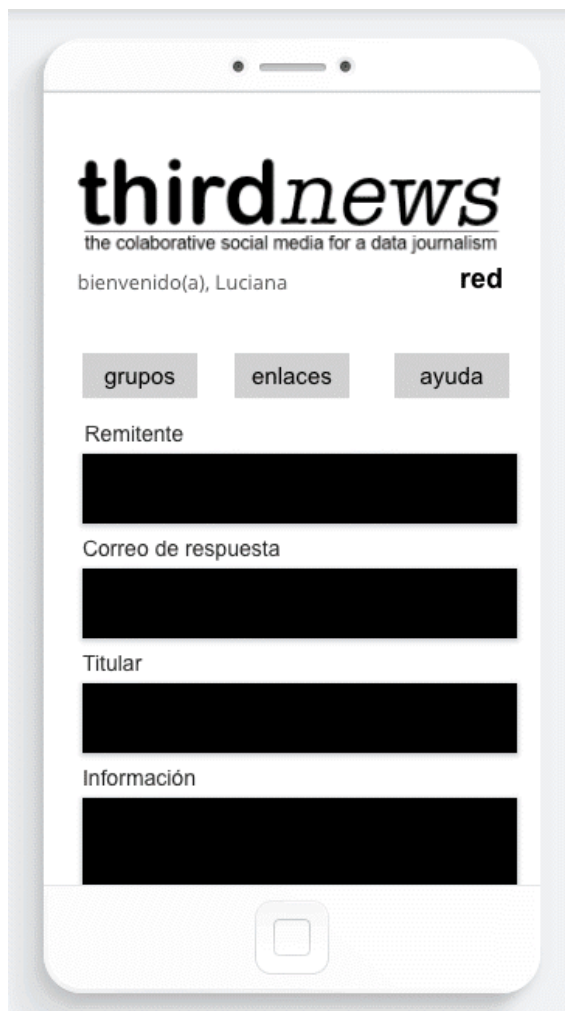 thirdnews
the colaborative social media for a data journalism
bienvenido(a), Luciana
red
grupos enlaces ayuda
Remitente
Correo de respuesta
Titular
Información